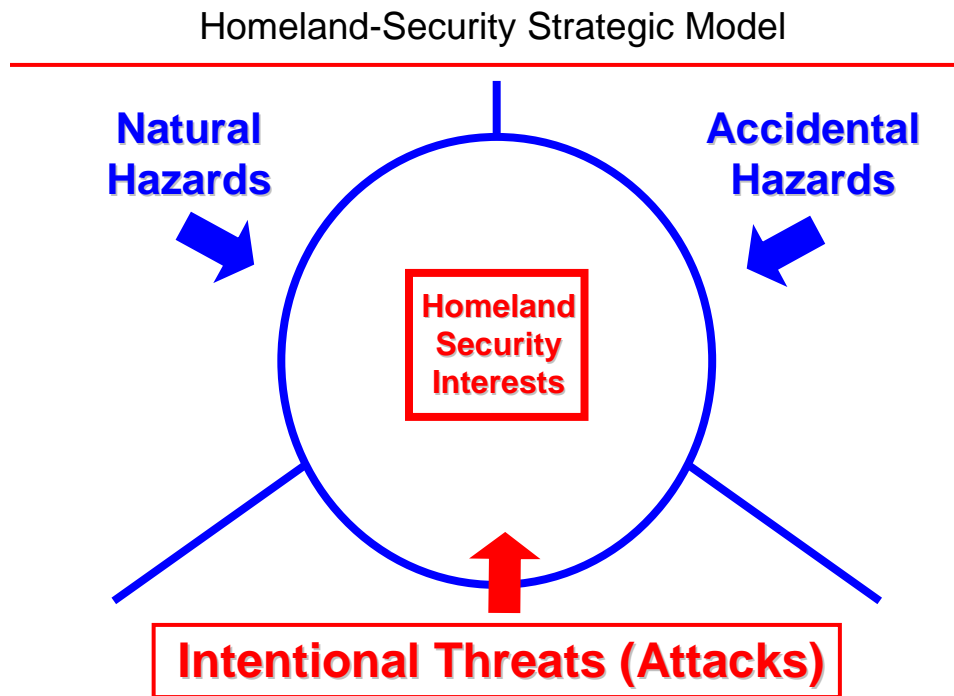 Homeland-Security Strategic Model
Natural
Hazards
Accidental
Hazards
Homeland
Security
Interests
Intentional Threats (Attacks)